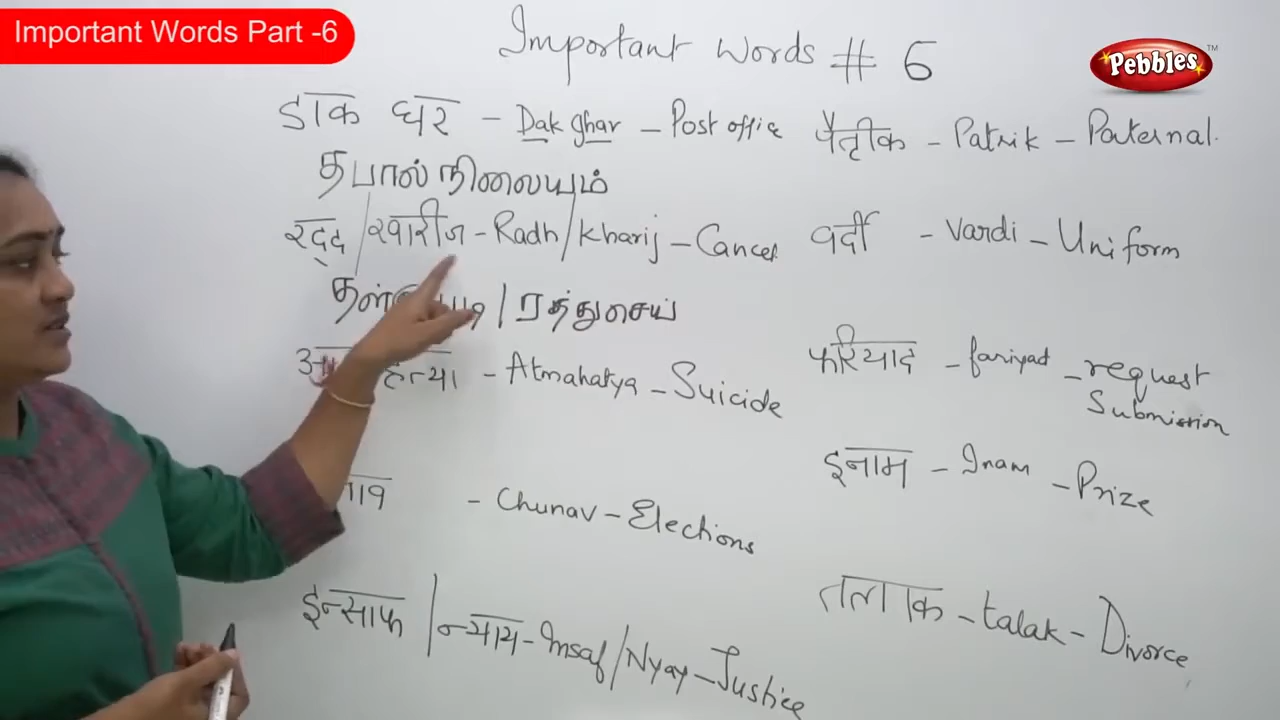 Important Words Part -6
Important Words # 6
Pebbles™
डाक घर - Dak ghar - Post office
தபால் நிலையும்
रद्द / खारीज - Radh / Kharij - Cancel
/ ரத்துசெய்
हत्या - Atmahatya - Suicide
- Chunav - Elections
इन्साफ / न्याय - Insaf / Nyay - Justice
पैतृीक - Patrik - Paternal.
वर्दी - Vardi - Uniform
फरियाद - fariyad - request
Submission
इनाम - Inam - Prize
तलाक - talak - Divorce